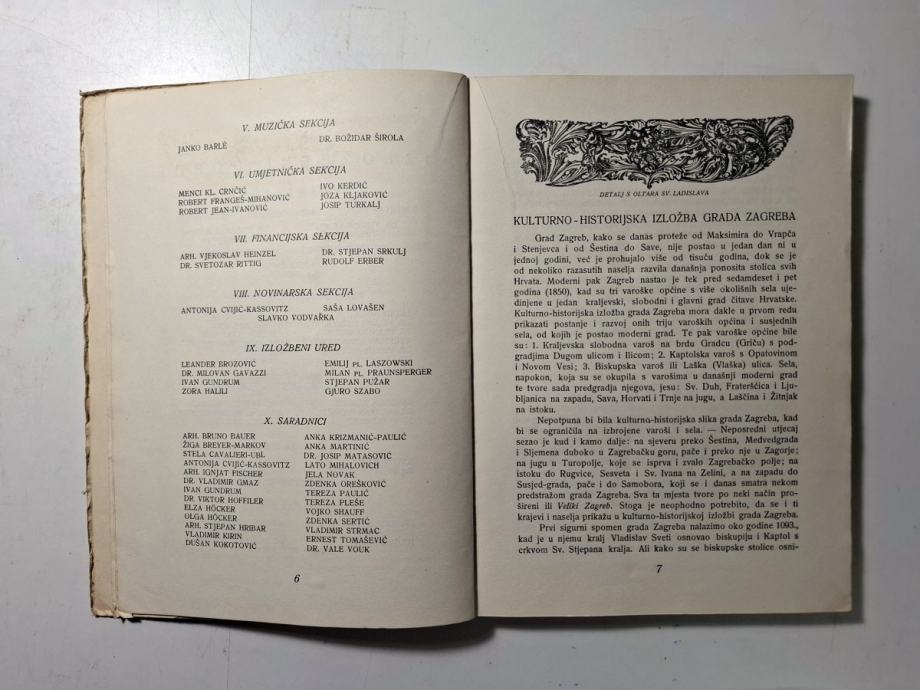 V. MUZIČKA SEKCIJA
JANKO BARLÈ
DR. BOŽIDAR ŠIROLA
VI. UMJETNIČKA SEKCIJA
MENCI KL. CRNČIĆ
ROBERT FRANGEŠ-MIHANOVIĆ
ROBERT JEAN-IVANOVIĆ
IVO KERDIĆ
JOZA KLJAKOVIĆ
JOSIP TURKALJ
VII. FINANCIJSKA SEKCIJA
ARH. VJEKOSLAV HEINZEL
DR. SVETOZAR RITTIG
DR. STJEPAN SRKULJ
RUDOLF ERBER
VIII. NOVINARSKA SEKCIJA
ANTONIJA CVIJIĆ-KASSOVITZ
SAŠA LOVAŠEN
SLAVKO VODVAŘKA
IX. IZLOŽBENI URED
LEANDER BROZOVIĆ
DR. MILOVAN GAVAZZI
IVAN GUNDRUM
ZORA HALILI
EMILIJ PL. LASZOWSKI
MILAN PL. PRAUNSPERGER
STJEPAN PUŽAR
GJURO SZABO
X. SARADNICI
ARH. BRUNO BAUER
ŽIGA BREYER-MARKOV
STELA CAVALIERI-UBL
ANTONIJA CVIJIĆ-KASSOVITZ
ARH. IGNJAT FISCHER
DR. VLADIMIR GMAZ
IVAN GUNDRUM
DR. VIKTOR HOFFILER
ELZA HÖCKER
OLGA HÖCKER
ARH. STJEPAN HRIBAR
VLADIMIR KIRIN
DUŠAN KOKOTOVIĆ
ANKA KRIZMANIĆ-PAULIĆ
ANKA MARTINIĆ
DR. JOSIP MATASOVIĆ
LATO MIHALOVICH
JELA NOVAK
ZDENKA OREŠKOVIĆ
TEREZA PAULIĆ
TEREZA PLEŠE
VOJKO SHAUFF
ZDENKA SERTIĆ
VLADIMIR STRMAC
ERNEST TOMAŠEVIĆ
DR. VALE VOUK
6
DETALJ S OLTARA SV. LADISLAVA
KULTURNO-HISTORIJSKA IZLOŽBA GRADA ZAGREBA
Grad Zagreb, kako se danas proteže od Maksimira do Vrapča
i Stenjevca i od Šestina do Save, nije postao u jedan dan ni u
jednoj godini, već je prohujalo više od tisuću godina, dok se je
od nekoliko razasutih naselja razvila današnja ponosita stolica svih
Hrvata. Moderni pak Zagreb nastao je tek pred sedamdeset i pet
godina (1850), kad su tri varoške općine s više okolišnih sela uje-
dinjene u jedan kraljevski, slobodni i glavni grad čitave Hrvatske.
Kulturno-historijska izložba grada Zagreba mora dakle u prvom redu
prikazati postanje i razvoj onih triju varoških općina i susjednih
sela, od kojih je postao moderni grad. Te pak varoške općine bile
su: 1. Kraljevska slobodna varoš na brdu Gradcu (Griču) s pod-
gradjima Dugom ulicom i Ilicom; 2. Kaptolska varoš s Opatovinom
i Novom Vesi; 3. Biskupska varoš ili Laška (Vlaška) ulica. Sela,
napokon, koja su se okupila s varošima u današnji moderni grad
te tvore sada predgradja njegova, jesu: Sv. Duh, Fraterščica i Lju-
bljanica na zapadu, Sava, Horvati i Trnje na jugu, a Laščina i Žitnjak
na istoku.
Nepotpuna bi bila kulturno-historijska slika grada Zagreba, kad
bi se ograničila na izbrojene varoši i sela. — Neposredni utjecaj
sezao je kud i kamo dalje: na sjeveru preko Šestina, Medvedgrada
i Sljemena duboko u Zagrebačku goru, pače i preko nje u Zagorje;
na jugu u Turopolje, koje se isprva i zvalo Zagrebačko polje; na
istoku do Rugvice, Sesveta i Sv. Ivana na Zelini, a na zapadu do
Susjed-grada, pače i do Samobora, koji se i danas smatra nekom
predstražom grada Zagreba. Sva ta mjesta tvore po neki način pro-
šireni ili Veliki Zagreb. Stoga je neophodno potrebito, da se i ti
krajevi i naselja prikažu u kulturno-historijskoj izložbi grada Zagreba.
Prvi sigurni spomen grada Zagreba nalazimo oko godine 1093.,
kad je u njemu kralj Vladislav Sveti osnovao biskupiju i Kaptol s
crkvom Sv. Stjepana kralja. Ali kako su se biskupske stolice osni-
7